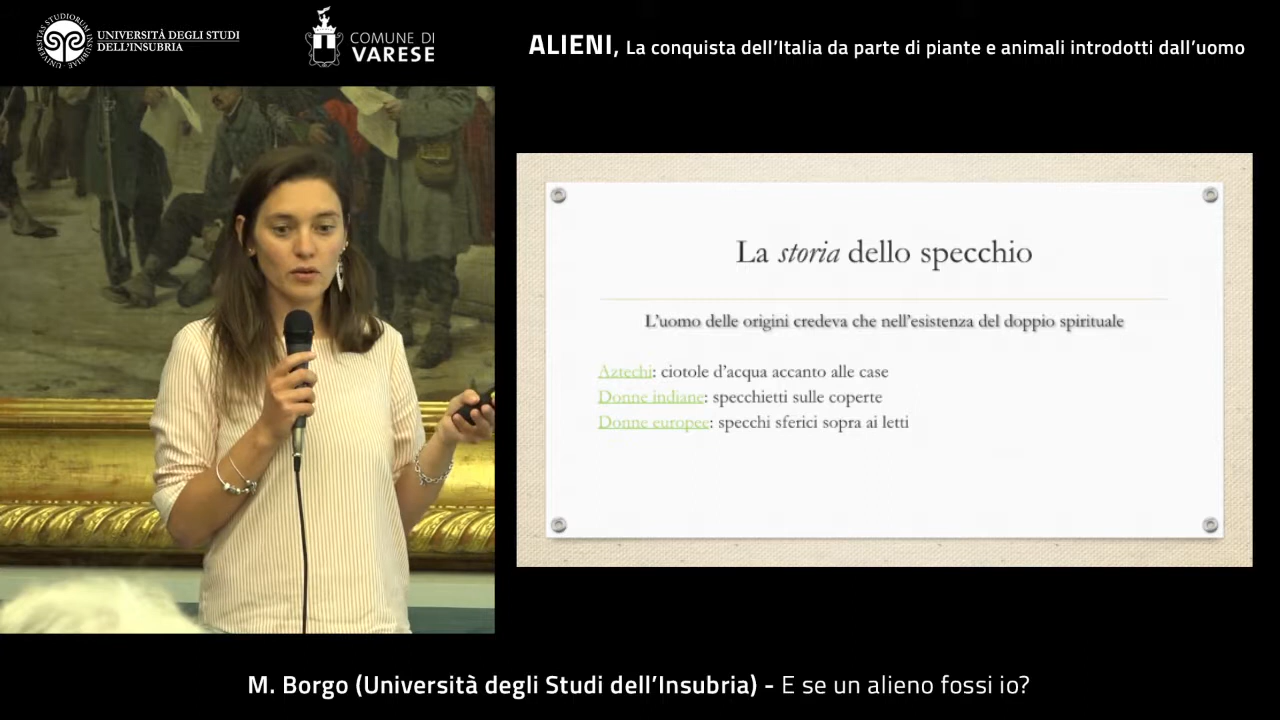 UNIVERSITÀ DEGLI STUDI
DELL'INSUBRIA
COMUNE DI
VARESE
ALIENI, La conquista dell'Italia da parte di piante e animali introdotti dall'uomo
La storia dello specchio
L'uomo delle origini credeva che nell'esistenza del doppio spirituale
Aztechi: ciotole d'acqua accanto alle case
Donne indiane: specchietti sulle coperte
Donne europee: specchi sferici sopra ai letti
M. Borgo (Università degli Studi dell'Insubria) - E se un alieno fossi io?